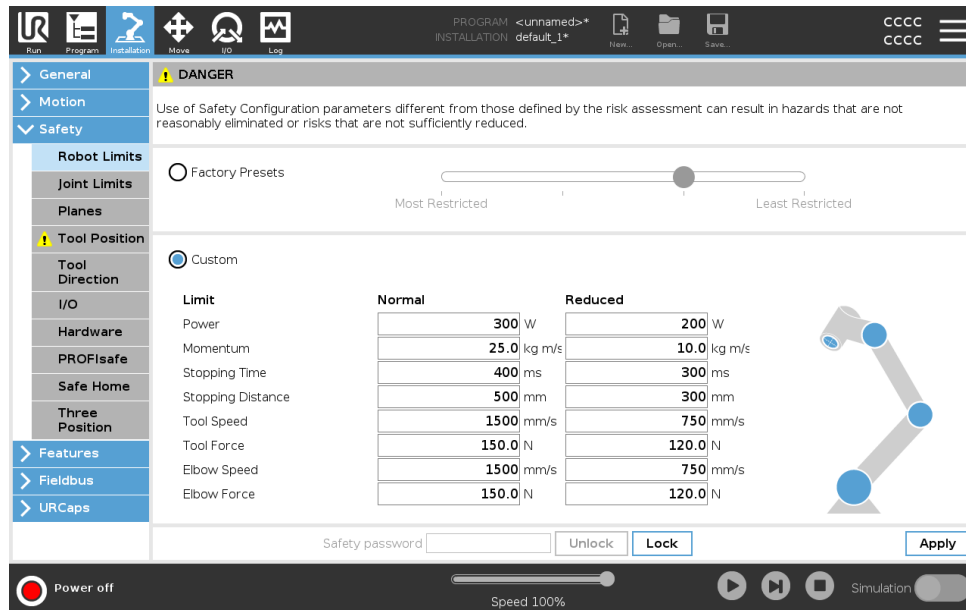 UR
Run
Program
Installation
Move
I/O
Log
PROGRAM <unnamed>*
INSTALLATION default_1*
New...
Open...
Save...
CCCC
CCCC
General
Motion
Safety
Robot Limits
Joint Limits
Planes
Tool Position
Tool
Direction
I/O
Hardware
PROFIsafe
Safe Home
Three
Position
Features
Fieldbus
URCaps
DANGER
Use of Safety Configuration parameters different from those defined by the risk assessment can result in hazards that are not
reasonably eliminated or risks that are not sufficiently reduced.
Factory Presets
Most Restricted Least Restricted
Custom
Limit Normal Reduced
Power 300 W 200 W
Momentum 25.0 kg m/s 10.0 kg m/s
Stopping Time 400 ms 300 ms
Stopping Distance 500 mm 300 mm
Tool Speed 1500 mm/s 750 mm/s
Tool Force 150.0 N 120.0 N
Elbow Speed 1500 mm/s 750 mm/s
Elbow Force 150.0 N 120.0 N
Safety password Unlock Lock Apply
Power off
Speed 100%
Simulation